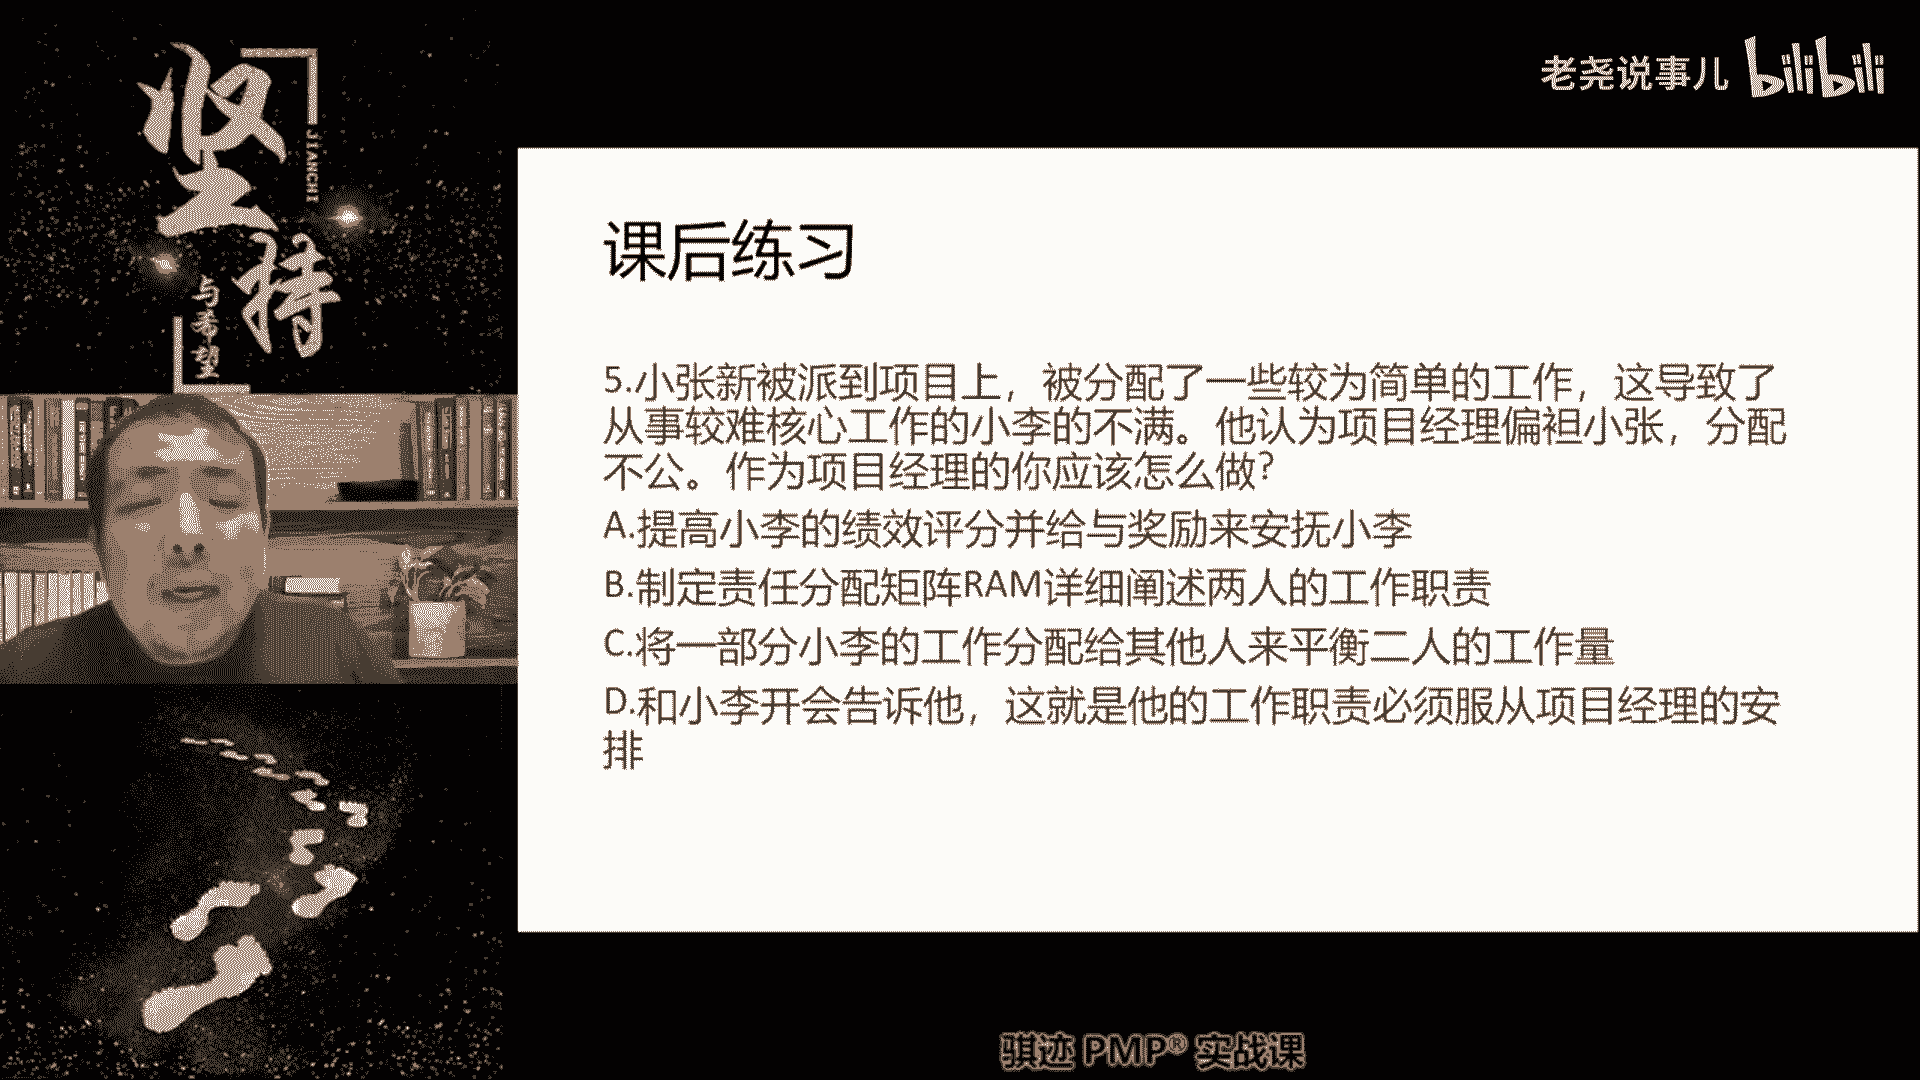 坚持
JIANCHI
与希望
老尧说事儿 bilibili
课后练习
5.小张新被派到项目上，被分配了一些较为简单的工作，这导致了
从事较难核心工作的小李的不满。他认为项目经理偏袒小张，分配
不公。作为项目经理的你应该怎么做?
A.提高小李的绩效评分并给与奖励来安抚小李
B.制定责任分配矩阵RAM详细阐述两人的工作职责
C.将一部分小李的工作分配给其他人来平衡二人的工作量
D.和小李开会告诉他，这就是他的工作职责必须服从项目经理的安
排
骐迹 PMP® 实战课